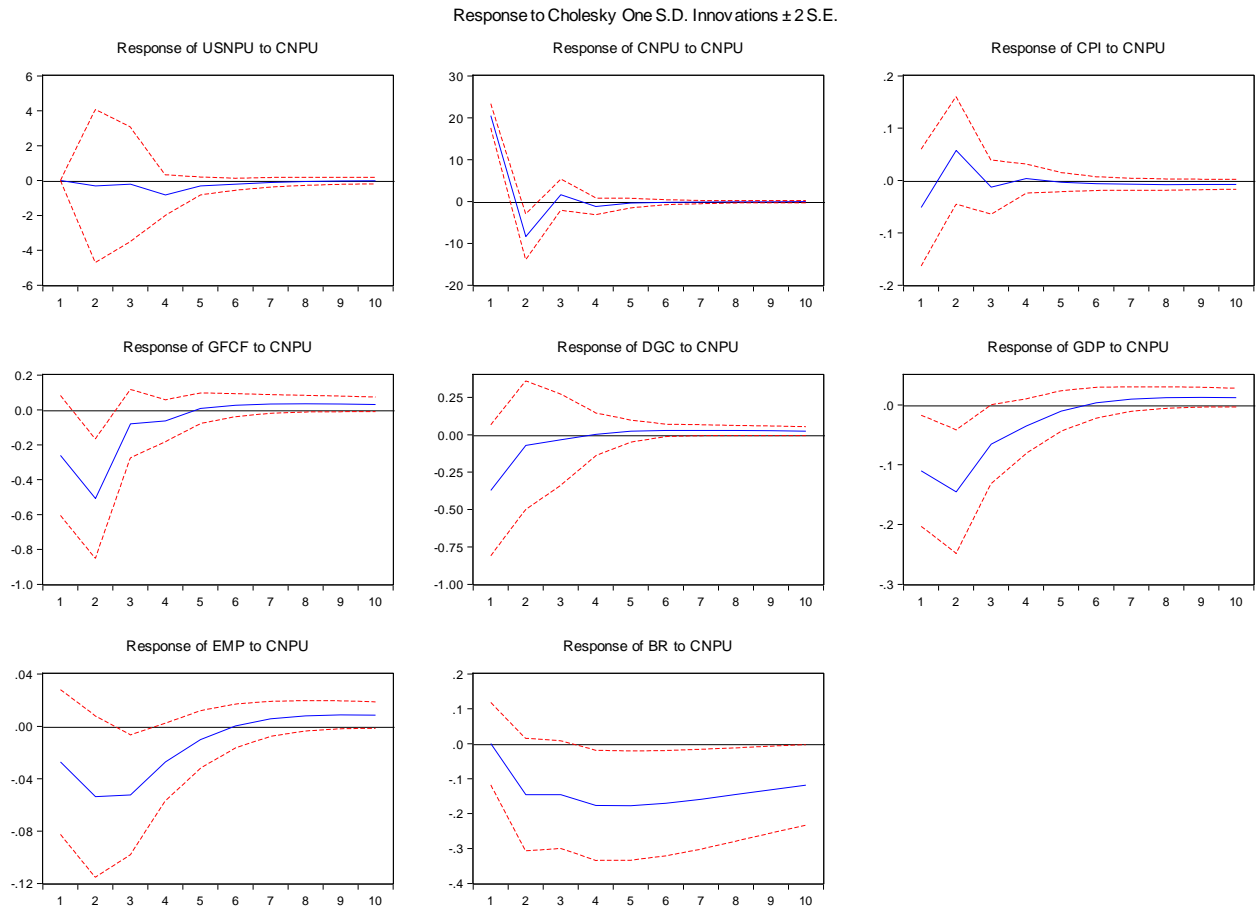 Response to Cholesky One S.D. Innovations ± 2 S.E.
Response of USNPU to CNPU
6
4
2
0
-2
-4
-6
1 2 3 4 5 6 7 8 9 10
Response of CNPU to CNPU
30
20
10
0
-10
-20
1 2 3 4 5 6 7 8 9 10
Response of CPI to CNPU
.2
.1
.0
-.1
-.2
1 2 3 4 5 6 7 8 9 10
Response of GFCF to CNPU
0.2
0.0
-0.2
-0.4
-0.6
-0.8
-1.0
1 2 3 4 5 6 7 8 9 10
Response of DGC to CNPU
0.25
0.00
-0.25
-0.50
-0.75
-1.00
1 2 3 4 5 6 7 8 9 10
Response of GDP to CNPU
.0
-.1
-.2
-.3
1 2 3 4 5 6 7 8 9 10
Response of EMP to CNPU
.04
.00
-.04
-.08
-.12
1 2 3 4 5 6 7 8 9 10
Response of BR to CNPU
.2
.1
.0
-.1
-.2
-.3
-.4
1 2 3 4 5 6 7 8 9 10